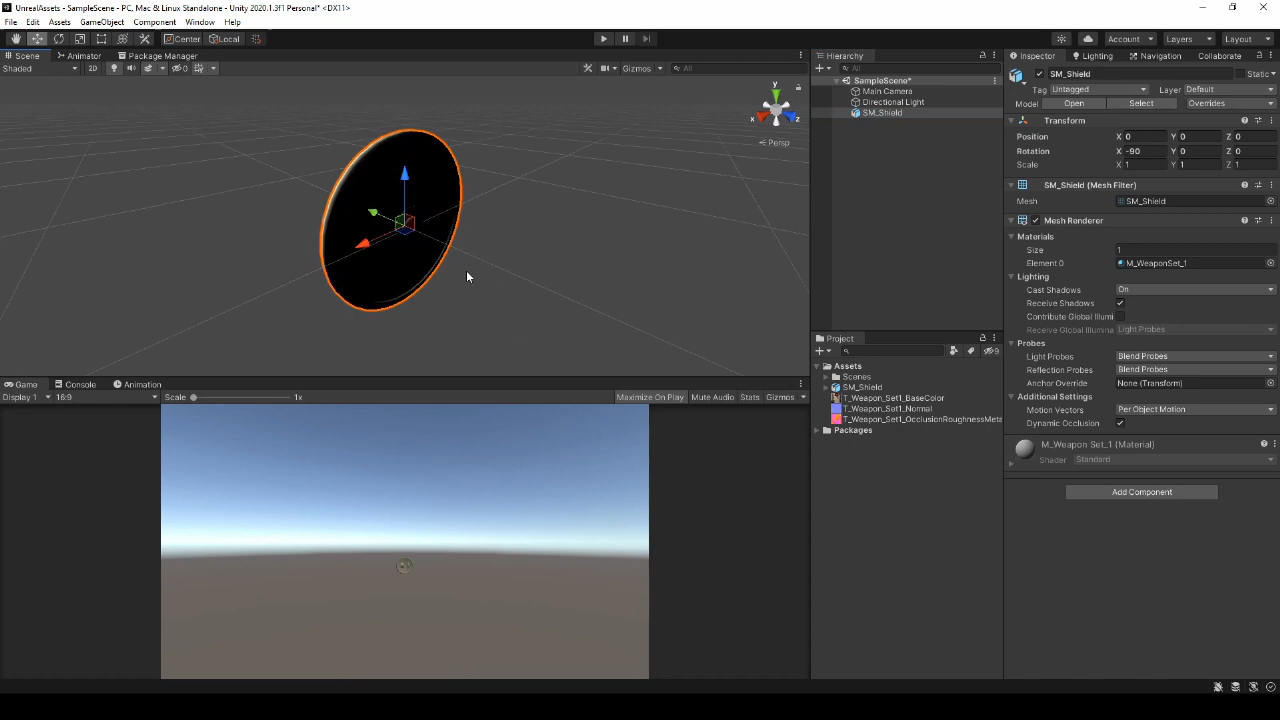 UnrealAssets - SampleScene - PC, Mac & Linux Standalone - Unity 2020.1.3f1 Personal* <DX11>
File Edit Assets GameObject Component Window Help
Center Local Account Layers Layout
Scene Animator Package Manager
Shaded 2D 0 Gizmos All
y
x z
Persp
Game Console Animation
Display 1 16:9 Scale 1x Maximize On Play Mute Audio Stats Gizmos
Hierarchy
All
SampleScene*
Main Camera
Directional Light
SM_Shield
Project
9
Assets
Scenes
SM_Shield
T_Weapon_Set1_BaseColor
T_Weapon_Set1_Normal
T_Weapon_Set1_OcclusionRoughnessMeta
Packages
Inspector Lighting Navigation Collaborate
SM_Shield Static
Tag Untagged Layer Default
Model Open Select Overrides
Transform
Position X 0 Y 0 Z 0
Rotation X -90 Y 0 Z 0
Scale X 1 Y 1 Z 1
SM_Shield (Mesh Filter)
Mesh SM_Shield
Mesh Renderer
Materials
Size 1
Element 0 M_WeaponSet_1
Lighting
Cast Shadows On
Receive Shadows
Contribute Global Illumi
Receive Global Illumina Light Probes
Probes
Light Probes Blend Probes
Reflection Probes Blend Probes
Anchor Override None (Transform)
Additional Settings
Motion Vectors Per Object Motion
Dynamic Occlusion
M_Weapon Set_1 (Material)
Shader Standard
Add Component